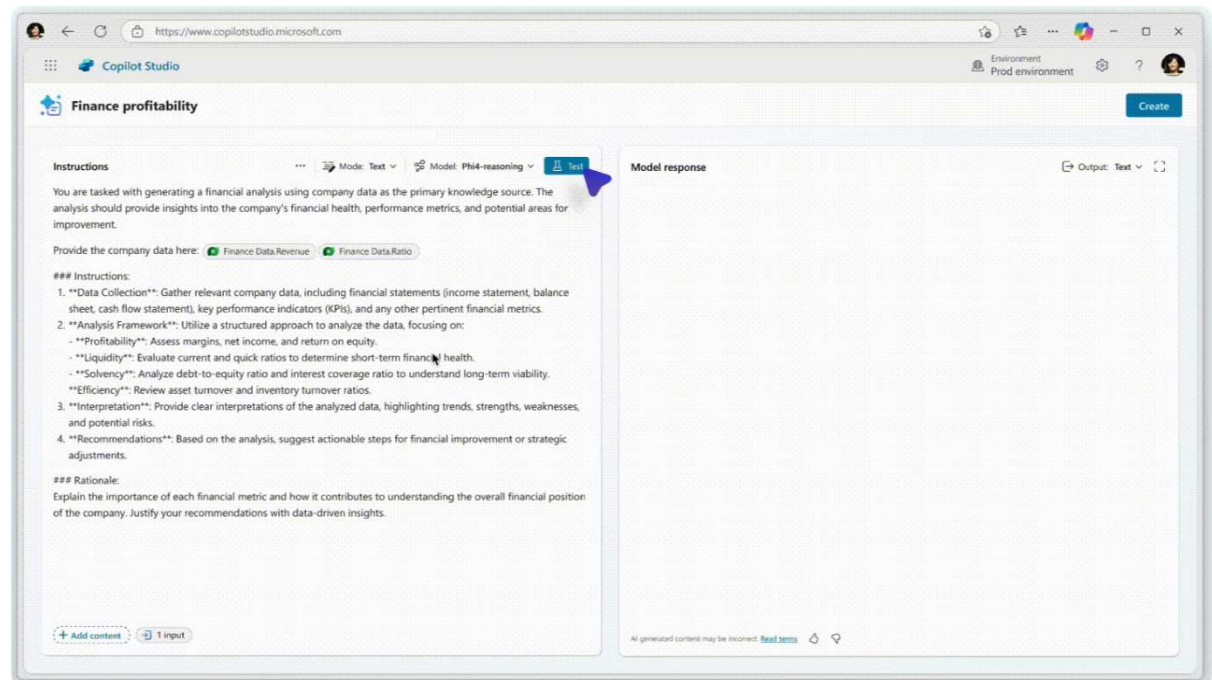 https://www.copilotstudio.microsoft.com
Copilot Studio
Environment
Prod environment
?
Finance profitability
Create
Instructions
Mode: Text
Model: Phi4-reasoning
Test
You are tasked with generating a financial analysis using company data as the primary knowledge source. The
analysis should provide insights into the company's financial health, performance metrics, and potential areas for
improvement.
Provide the company data here: Finance Data.Revenue Finance Data.Ratio
### Instructions:
1. **Data Collection**: Gather relevant company data, including financial statements (income statement, balance
sheet, cash flow statement), key performance indicators (KPIs), and any other pertinent financial metrics.
2. **Analysis Framework**: Utilize a structured approach to analyze the data, focusing on:
- **Profitability**: Assess margins, net income, and return on equity.
- **Liquidity**: Evaluate current and quick ratios to determine short-term financial health.
- **Solvency**: Analyze debt-to-equity ratio and interest coverage ratio to understand long-term viability.
**Efficiency**: Review asset turnover and inventory turnover ratios.
3. **Interpretation**: Provide clear interpretations of the analyzed data, highlighting trends, strengths, weaknesses,
and potential risks.
4. **Recommendations**: Based on the analysis, suggest actionable steps for financial improvement or strategic
adjustments.
### Rationale:
Explain the importance of each financial metric and how it contributes to understanding the overall financial position
of the company. Justify your recommendations with data-driven insights.
+ Add content
1 input
Model response
Output: Text
AI generated content may be incorrect. Read terms